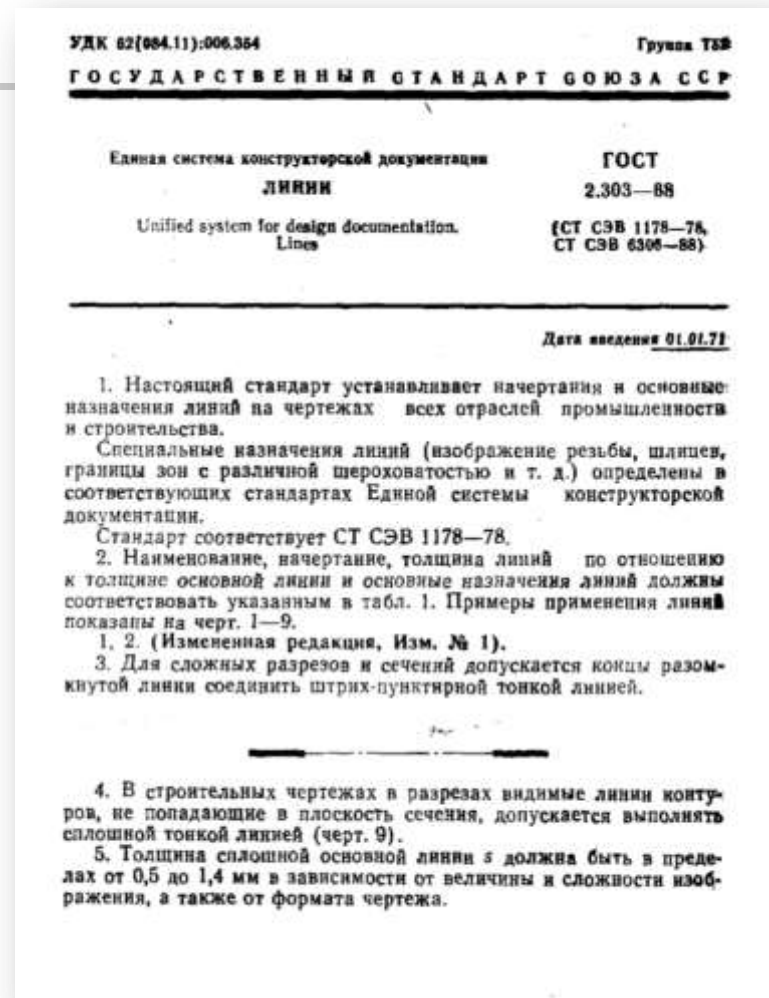 УДК 62(084.11):006.354
Группа Т52
ГОСУДАРСТВЕННЫЙ СТАНДАРТ СОЮЗА ССР
Единая система конструкторской документации
ЛИНИИ
Unified system for design documentation.
Lines
ГОСТ
2.303—68
(СТ СЭВ 1178—78,
СТ СЭВ 6306—88)
Дата введения 01.01.71
1. Настоящий стандарт устанавливает начертания и основные
назначения линий на чертежах всех отраслей промышленности
и строительства.
Специальные назначения линий (изображение резьбы, шлицев,
границы зон с различной шероховатостью и т. д.) определены в
соответствующих стандартах Единой системы конструкторской
документации.
Стандарт соответствует СТ СЭВ 1178—78.
2. Наименование, начертание, толщина линий по отношению
к толщине основной линии и основные назначения линий должны
соответствовать указанным в табл. 1. Примеры применения линий
показаны на черт. 1—9.
1, 2. (Измененная редакция, Изм. № 1).
3. Для сложных разрезов и сечений допускается концы разом-
кнутой линии соединить штрих-пунктирной тонкой линией.
4. В строительных чертежах в разрезах видимые линии конту-
ров, не попадающие в плоскость сечения, допускается выполнять
сплошной тонкой линией (черт. 9).
5. Толщина сплошной основной линии s должна быть в преде-
лах от 0,5 до 1,4 мм в зависимости от величины и сложности изоб-
ражения, а также от формата чертежа.